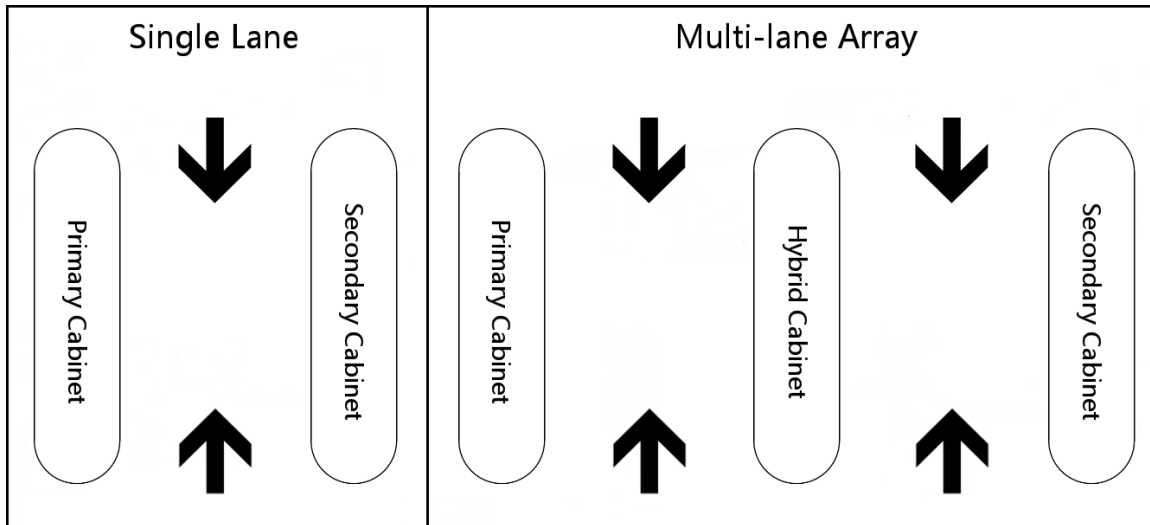 Single Lane
Primary Cabinet
Secondary Cabinet
Multi-lane Array
Primary Cabinet
Hybrid Cabinet
Secondary Cabinet